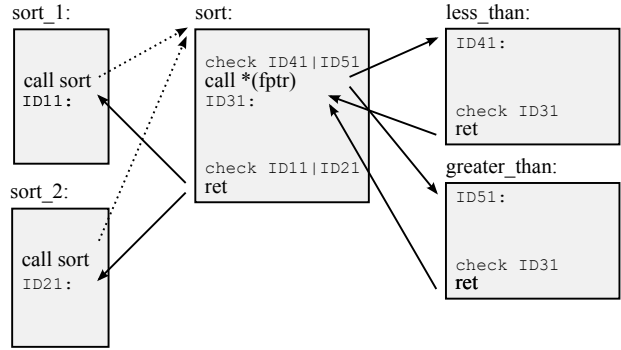 sort_1:
call sort
ID11:
sort_2:
call sort
ID21:
sort:
check ID41|ID51
call *(fptr)
ID31:
check ID11|ID21
ret
less_than:
ID41:
check ID31
ret
greater_than:
ID51:
check ID31
ret